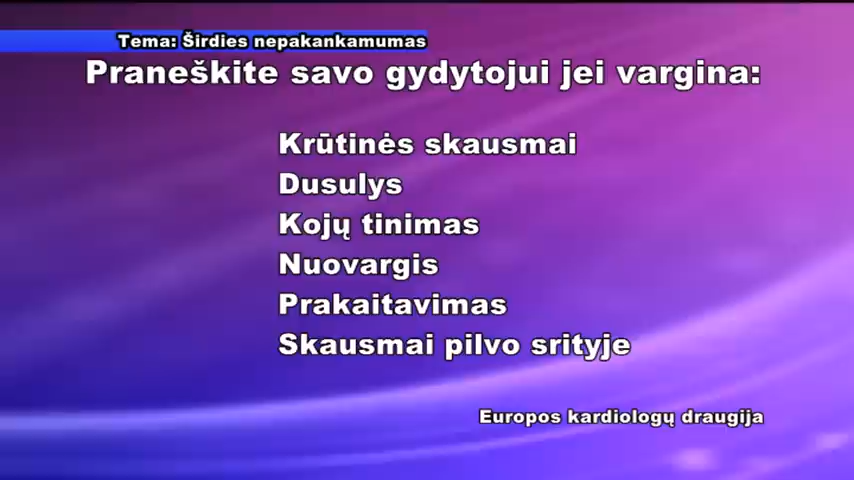 Tema: Širdies nepakankamumas
Praneškite savo gydytojui jei vargina:
Krūtinės skausmai
Dusulys
Kojų tinimas
Nuovargis
Prakaitavimas
Skausmai pilvo srityje
Europos kardiologų draugija